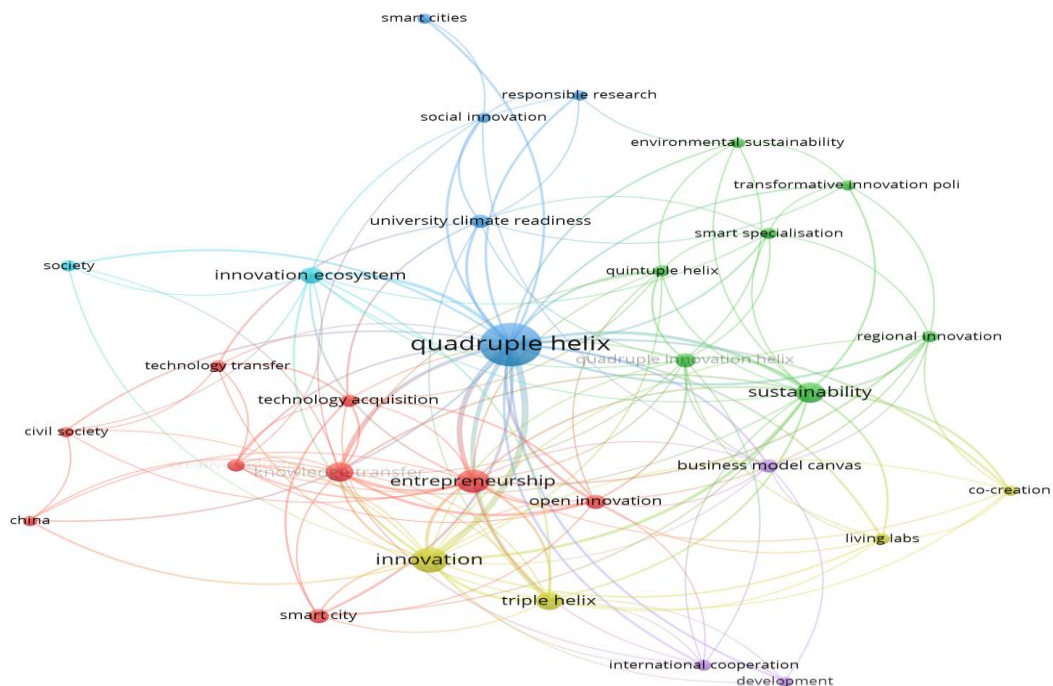 smart cities
responsible research
social innovation
environmental sustainability
transformative innovation poli
university climate readiness
smart specialisation
society
innovation ecosystem
quintuple helix
quadruple helix
regional innovation
quadruple innovation helix
technology transfer
sustainability
technology acquisition
civil society
knowledge transfer
business model canvas
entrepreneurship
open innovation
co-creation
china
living labs
innovation
triple helix
smart city
international cooperation
development